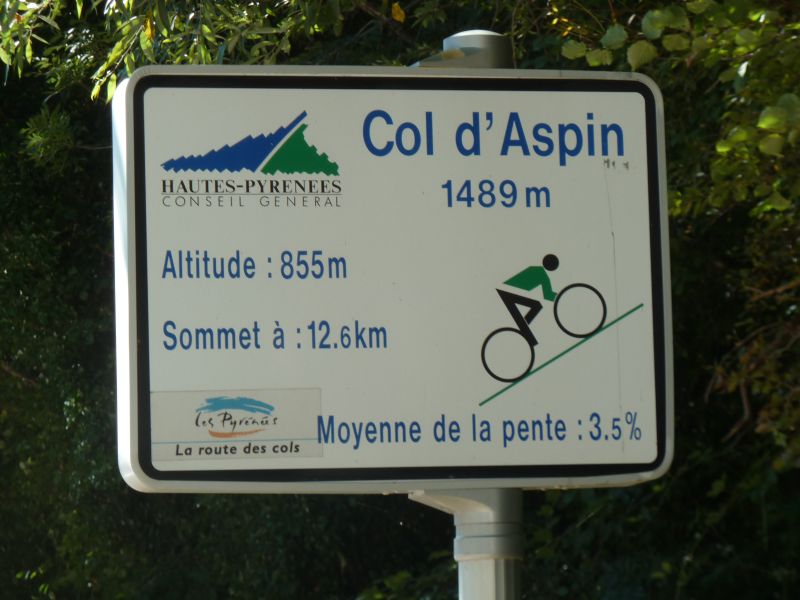 Col d'Aspin
1489 m
HAUTES-PYRENEES
CONSEIL GENERAL
Altitude : 855m
Sommet à : 12.6km
Les Pyrénées
La route des cols
Moyenne de la pente : 3.5%